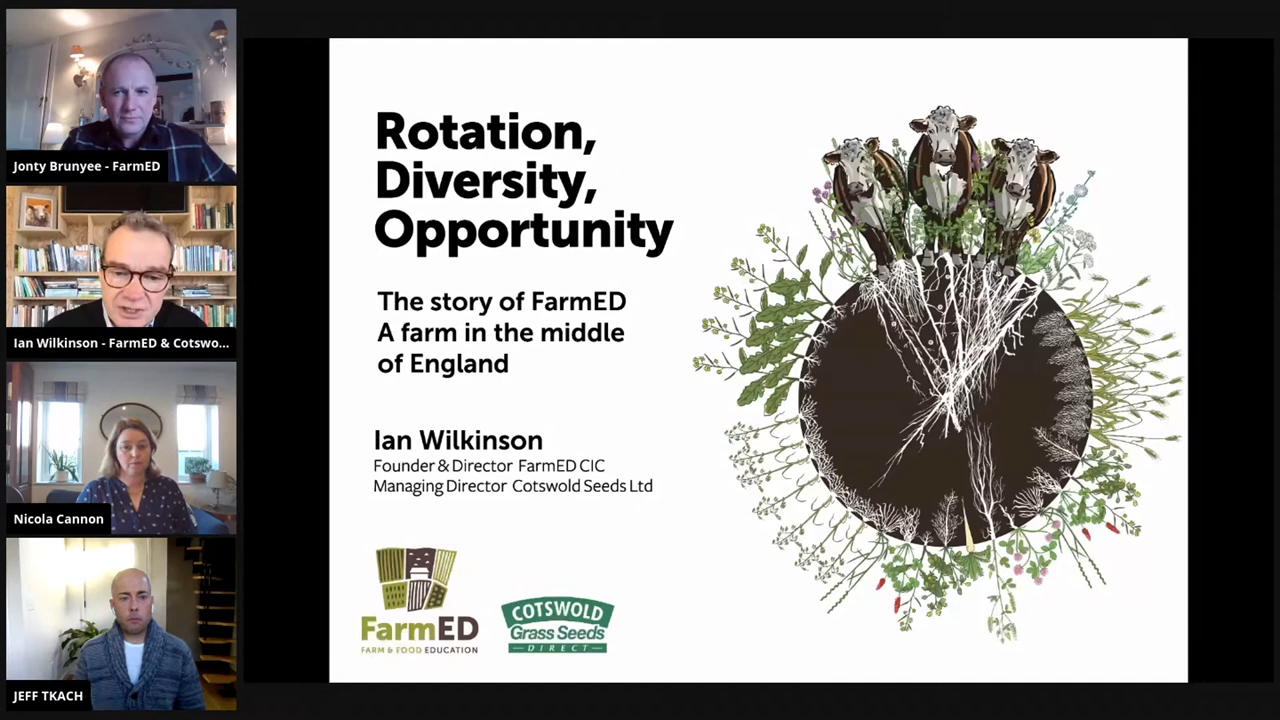 Jonty Brunyee - FarmED
Ian Wilkinson - FarmED & Cotswo...
Nicola Cannon
JEFF TKACH
Rotation,
Diversity,
Opportunity
The story of FarmED
A farm in the middle
of England
Ian Wilkinson
Founder & Director FarmED CIC
Managing Director Cotswold Seeds Ltd
FarmED
FARM & FOOD EDUCATION
COTSWOLD
Grass Seeds
DIRECT